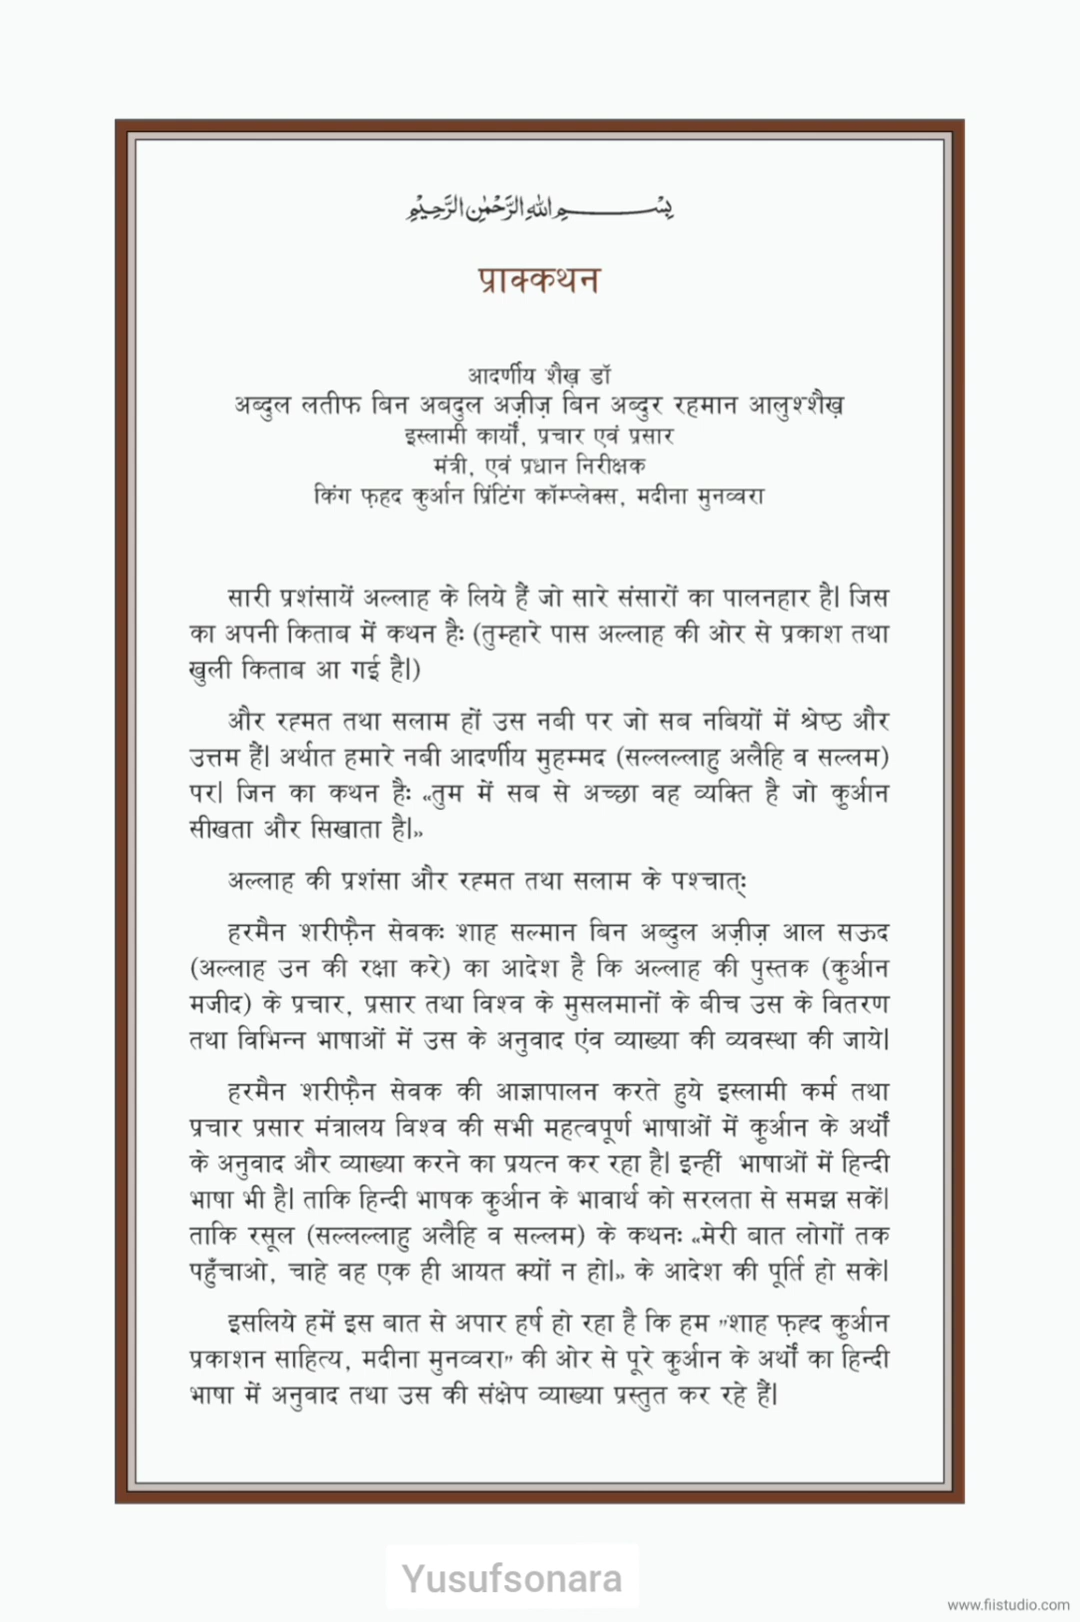 بِسْمِ اللهِ الرَّحْمٰنِ الرَّحِيْمِ
प्राक्कथन
आदर्णीय शैख़ डॉ
अब्दुल लतीफ बिन अबदुल अज़ीज़ बिन अब्दुर रहमान आलुश्शैख़
इस्लामी कार्यों, प्रचार एवं प्रसार
मंत्री, एवं प्रधान निरीक्षक
किंग फ़हद कुर्आन प्रिंटिंग कॉम्प्लेक्स, मदीना मुनव्वरा
सारी प्रशंसायें अल्लाह के लिये हैं जो सारे संसारों का पालनहार है। जिस
का अपनी किताब में कथन हैः (तुम्हारे पास अल्लाह की ओर से प्रकाश तथा
खुली किताब आ गई है।)
और रह्मत तथा सलाम हों उस नबी पर जो सब नबियों में श्रेष्ठ और
उत्तम हैं। अर्थात हमारे नबी आदर्णीय मुहम्मद (सल्लल्लाहु अलैहि व सल्लम)
पर। जिन का कथन हैः «तुम में सब से अच्छा वह व्यक्ति है जो कुर्आन
सीखता और सिखाता है।»
अल्लाह की प्रशंसा और रह्मत तथा सलाम के पश्चात्ः
हरमैन शरीफ़ैन सेवकः शाह सल्मान बिन अब्दुल अज़ीज़ आल सऊद
(अल्लाह उन की रक्षा करे) का आदेश है कि अल्लाह की पुस्तक (कुर्आन
मजीद) के प्रचार, प्रसार तथा विश्व के मुसलमानों के बीच उस के वितरण
तथा विभिन्न भाषाओं में उस के अनुवाद एंव व्याख्या की व्यवस्था की जाये।
हरमैन शरीफ़ैन सेवक की आज्ञापालन करते हुये इस्लामी कर्म तथा
प्रचार प्रसार मंत्रालय विश्व की सभी महत्वपूर्ण भाषाओं में कुर्आन के अर्थों
के अनुवाद और व्याख्या करने का प्रयत्न कर रहा है। इन्हीं भाषाओं में हिन्दी
भाषा भी है। ताकि हिन्दी भाषक कुर्आन के भावार्थ को सरलता से समझ सकें।
ताकि रसूल (सल्लल्लाहु अलैहि व सल्लम) के कथनः «मेरी बात लोगों तक
पहुँचाओ, चाहे वह एक ही आयत क्यों न हो।» के आदेश की पूर्ति हो सके।
इसलिये हमें इस बात से अपार हर्ष हो रहा है कि हम "शाह फ़ह्द कुर्आन
प्रकाशन साहित्य, मदीना मुनव्वरा" की ओर से पूरे कुर्आन के अर्थों का हिन्दी
भाषा में अनुवाद तथा उस की संक्षेप व्याख्या प्रस्तुत कर रहे हैं।
Yusufsonara
www.fiistudio.com